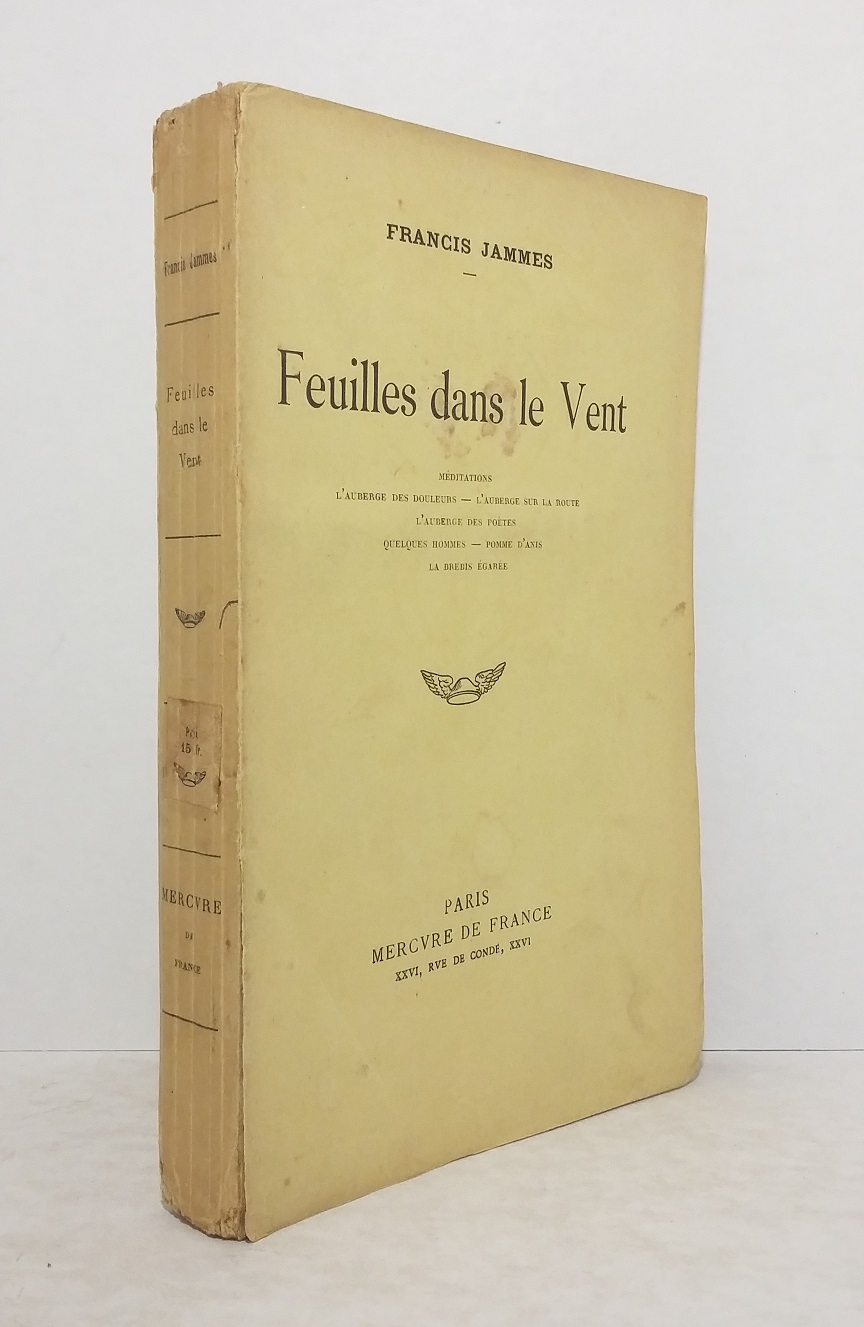 Francis Jammes
Feuilles
dans le
Vent
Prix
15 fr.
MERCVRE
DE
FRANCE
FRANCIS JAMMES
Feuilles dans le Vent
MÉDITATIONS
L'AUBERGE DES DOULEURS — L'AUBERGE SUR LA ROUTE
L'AUBERGE DES POÈTES
QUELQUES HOMMES — POMME D'ANIS
LA BREBIS ÉGARÉE
PARIS
MERCVRE DE FRANCE
XXVI, RVE DE CONDÉ, XXVI